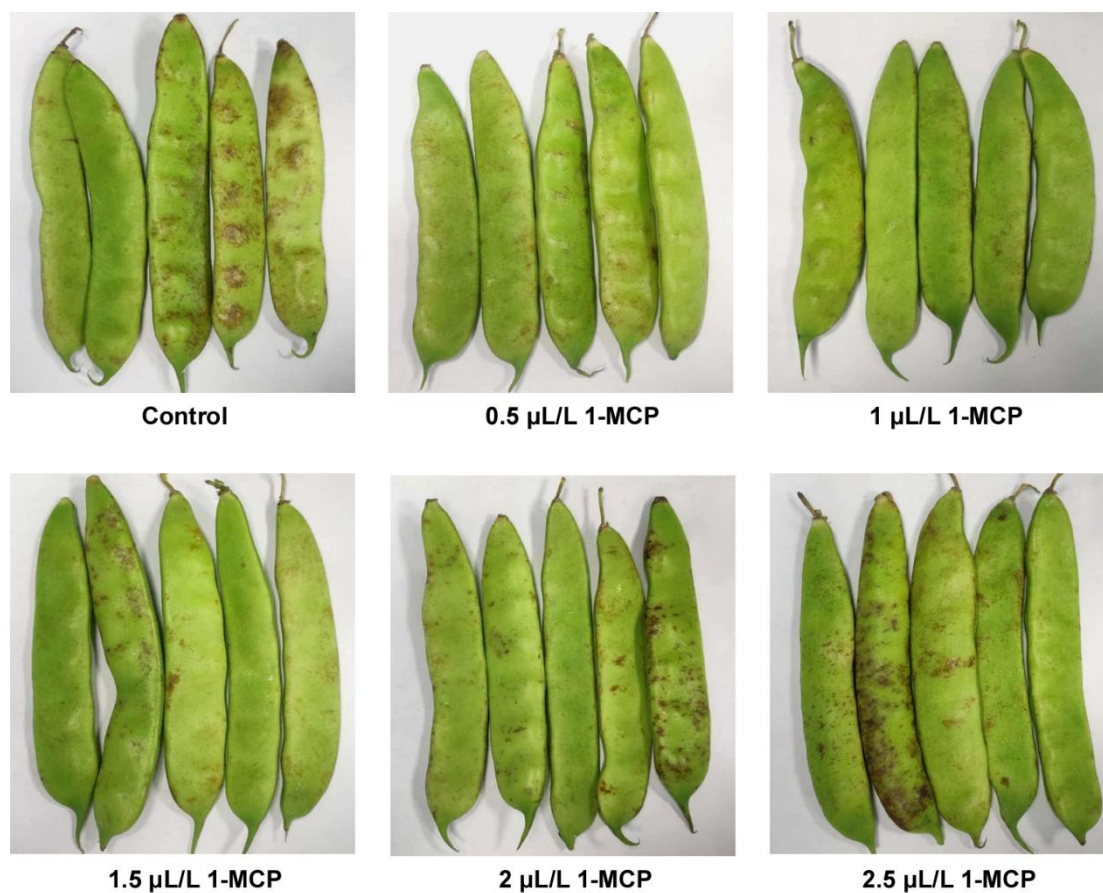 Control
0.5 µL/L 1-MCP
1 µL/L 1-MCP
1.5 µL/L 1-MCP
2 µL/L 1-MCP
2.5 µL/L 1-MCP